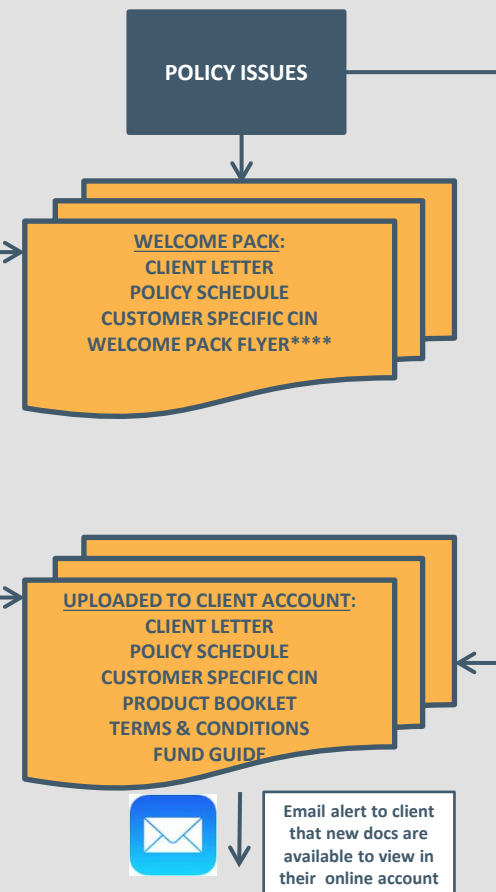 POLICY ISSUES
WELCOME PACK:
CLIENT LETTER
POLICY SCHEDULE
CUSTOMER SPECIFIC CIN
WELCOME PACK FLYER****
UPLOADED TO CLIENT ACCOUNT:
CLIENT LETTER
POLICY SCHEDULE
CUSTOMER SPECIFIC CIN
PRODUCT BOOKLET
TERMS & CONDITIONS
FUND GUIDE
Email alert to client
that new docs are
available to view in
their online account